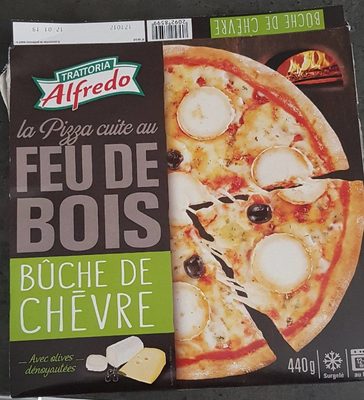 BÛCHE DE CHÈVRE
TRATTORIA
Alfredo
la Pizza cuite au
FEU DE
BOIS
BÛCHE DE
CHÈVRE
Avec olives
dénoyautées
440g
Surgelé